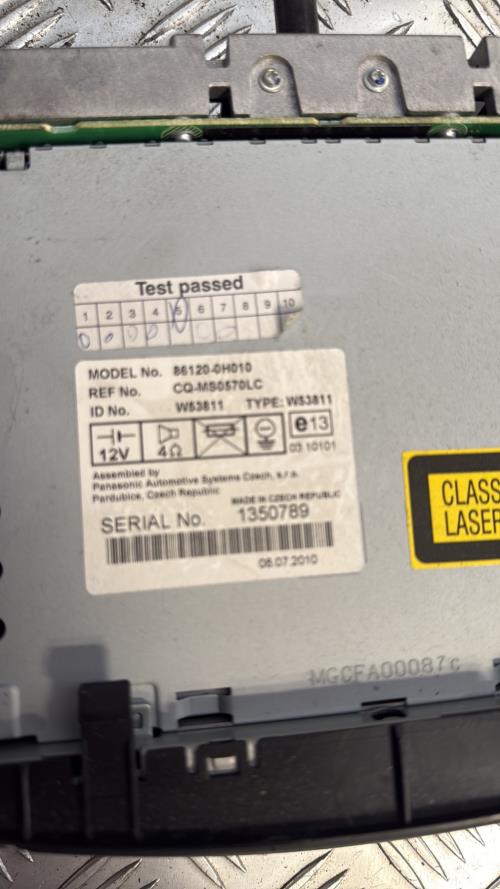 Test passed
1 2 3 4 5 6 7 8 9 10
MODEL No. 86120-0H010
REF No. CQ-MS0570LC
ID No. W53811 TYPE: W53811
12V 4Ω e13
03 10101
Assembled by
Panasonic Automotive Systems Czech, s.r.o.
Pardubice, Czech Republic
MADE IN CZECH REPUBLIC
SERIAL No. 1350789
06.07.2010
CLASS
LASER
MGCFA00087c